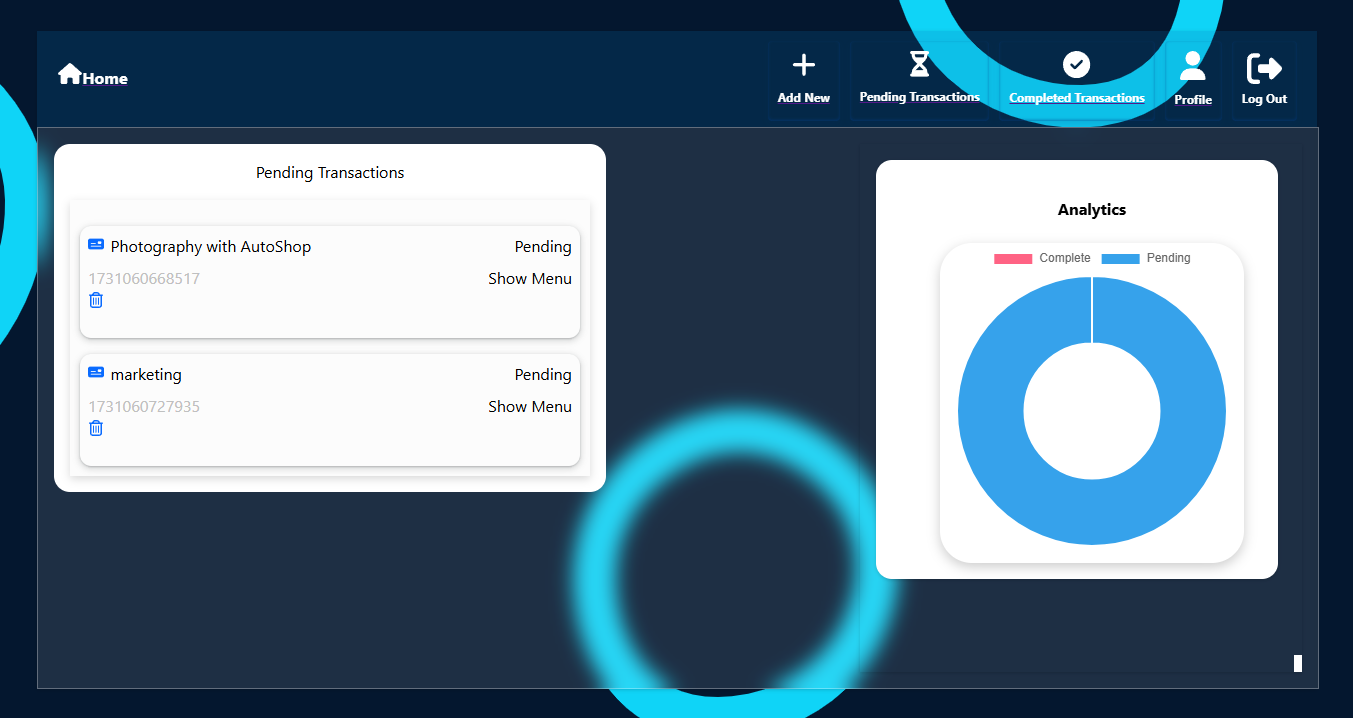 Home
Add New
Pending Transactions
Completed Transactions
Profile
Log Out
Pending Transactions
Photography with AutoShop
Pending
1731060668517
Show Menu
marketing
Pending
1731060727935
Show Menu
Analytics
Complete
Pending